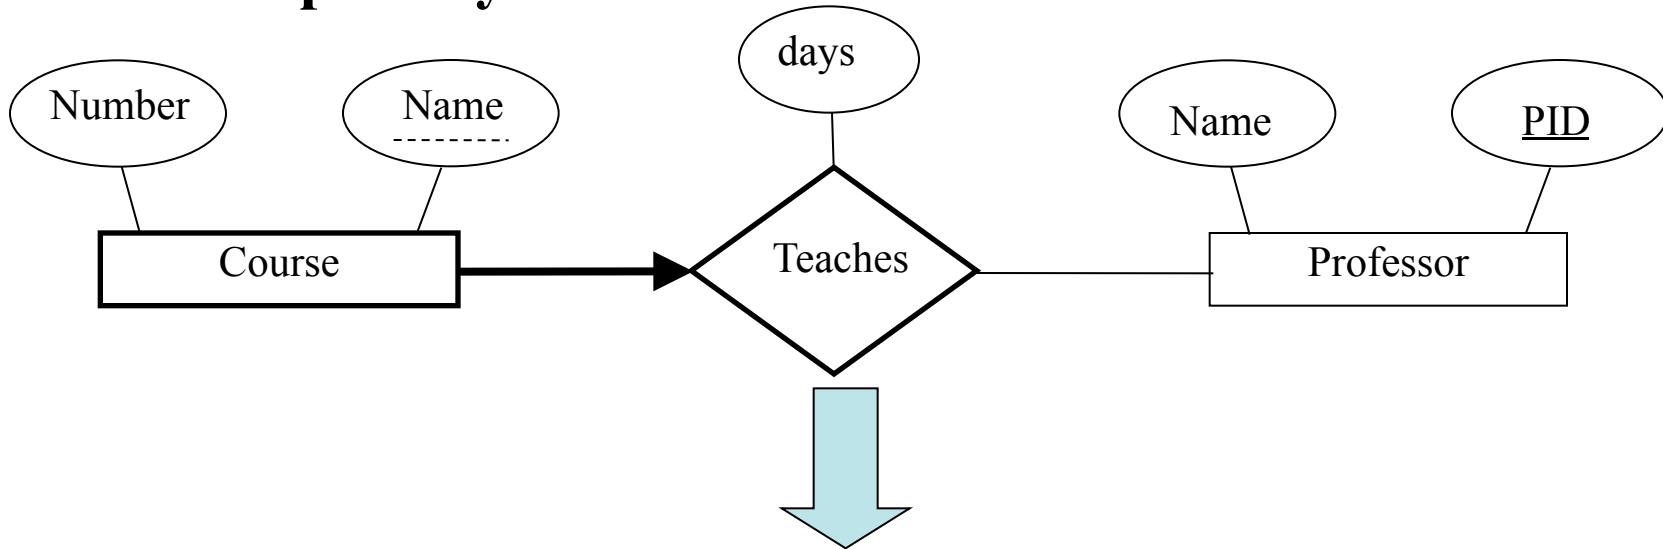 days
Number
Name
Name
PID
Course
Teaches
Professor